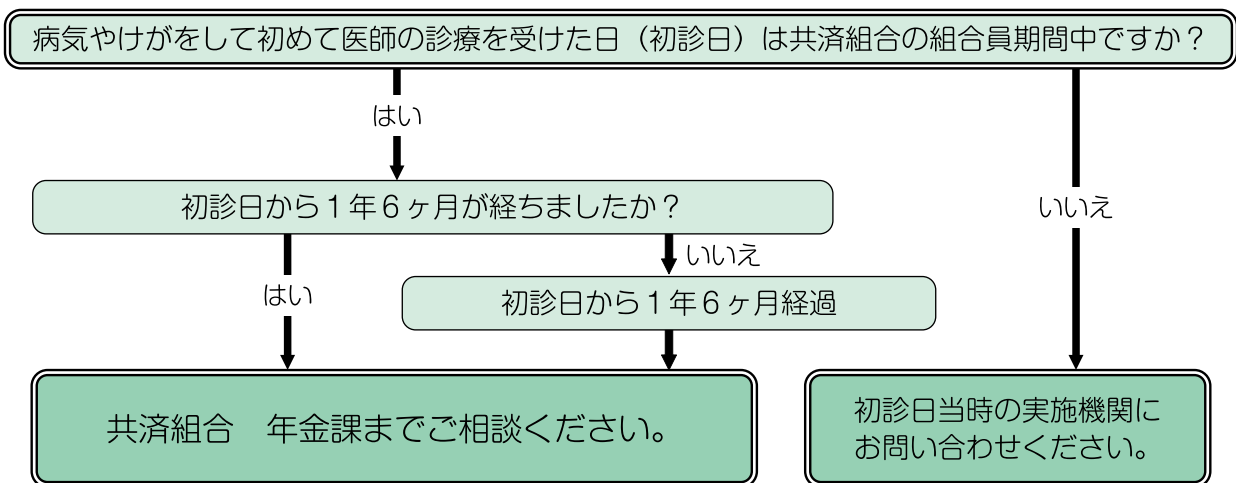 病気やけがをして初めて医師の診療を受けた日（初診日）は共済組合の組合員期間中ですか？
はい
初診日から１年６ヶ月が経ちましたか？
いいえ
いいえ
はい
初診日から１年６ヶ月経過
共済組合　年金課までご相談ください。
初診日当時の実施機関に
お問い合わせください。